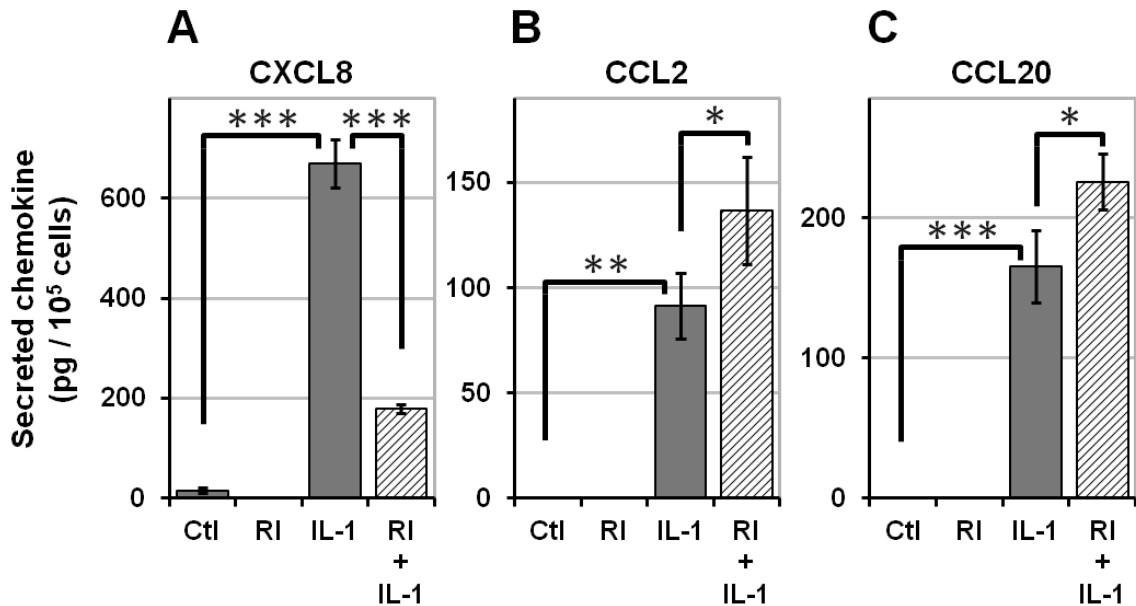 A
B
C
CXCL8
CCL2
CCL20
Secreted chemokine
(pg / 10⁵ cells)
*** ***
600
400
200
0
Ctl RI IL-1 RI
+
IL-1
*
**
150
100
50
0
Ctl RI IL-1 RI
+
IL-1
*
***
200
100
0
Ctl RI IL-1 RI
+
IL-1